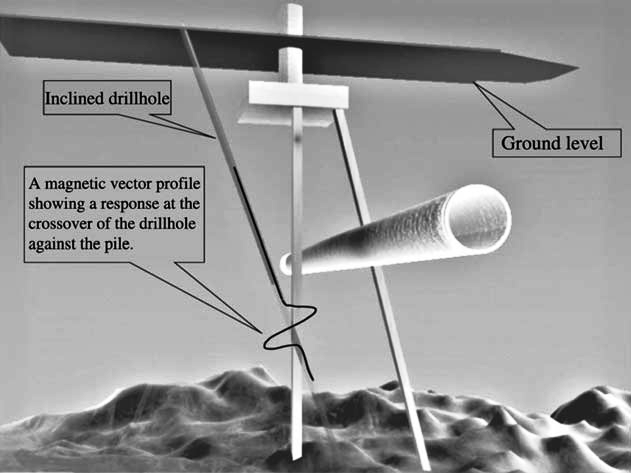 Inclined drillhole
Ground level
A magnetic vector profile
showing a response at the
crossover of the drillhole
against the pile.